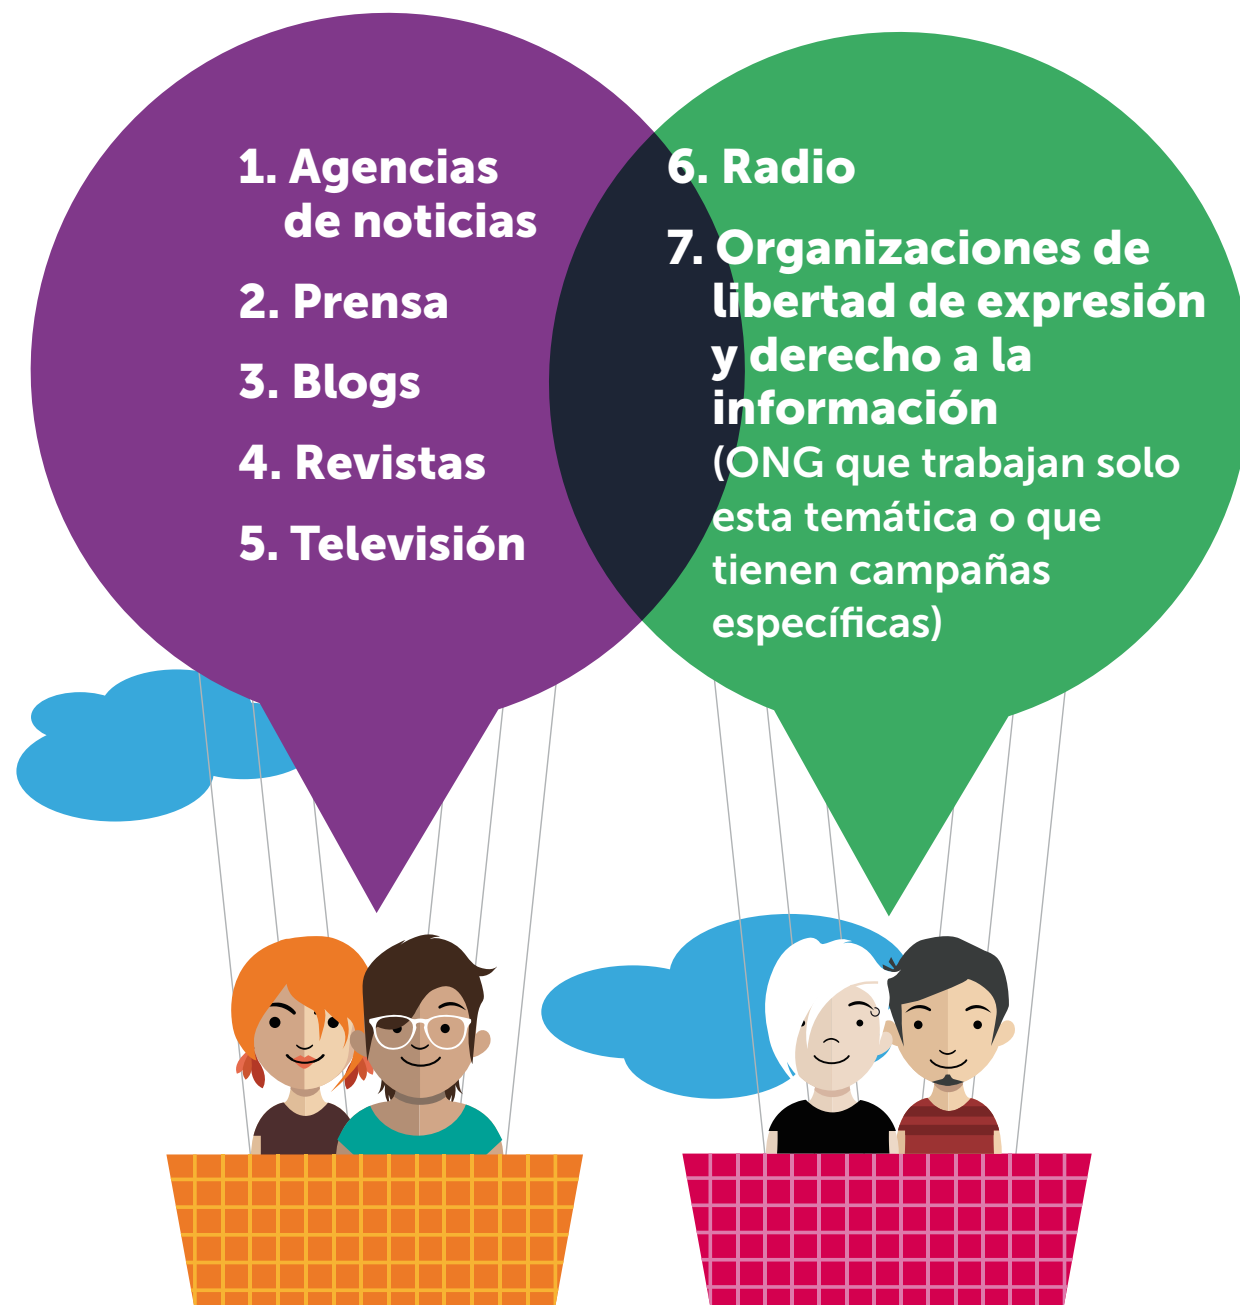 1. Agencias
de noticias
2. Prensa
3. Blogs
4. Revistas
5. Televisión
6. Radio
7. Organizaciones de
libertad de expresión
y derecho a la
información
(ONG que trabajan solo
esta temática o que
tienen campañas
específicas)